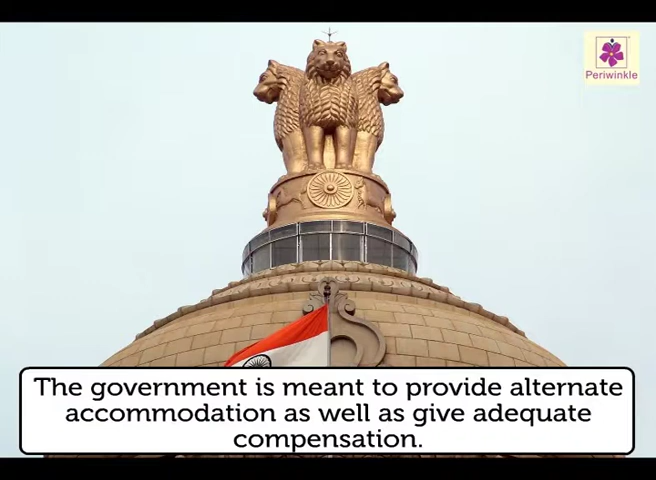 Periwinkle
The government is meant to provide alternate
accommodation as well as give adequate
compensation.